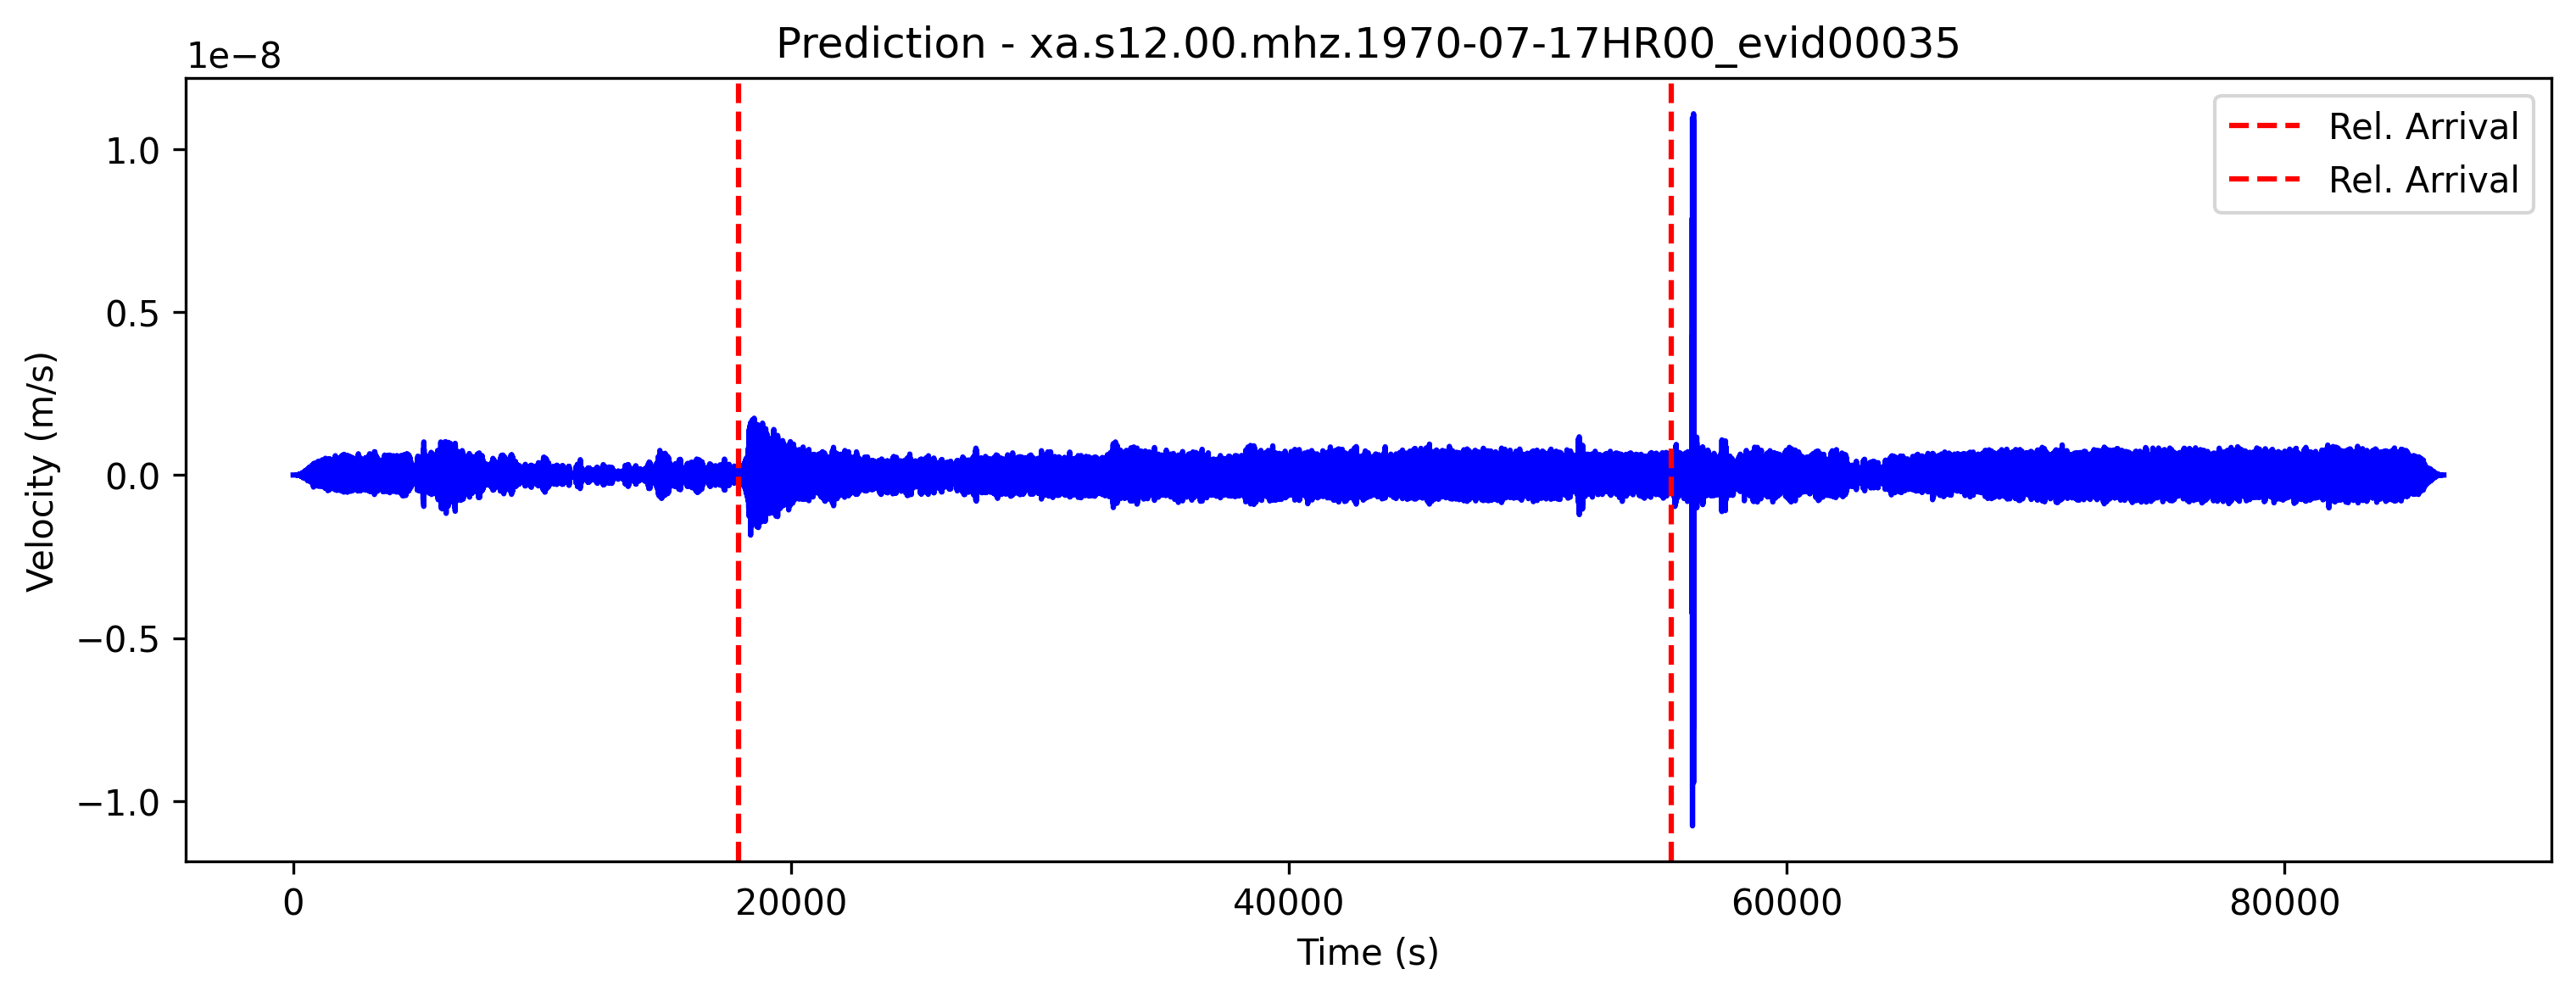 Prediction - xa.s12.00.mhz.1970-07-17HR00_evid00035
1e−8
Rel. Arrival
Rel. Arrival
1.0
0.5
0.0
−0.5
−1.0
Velocity (m/s)
0 20000 40000 60000 80000
Time (s)